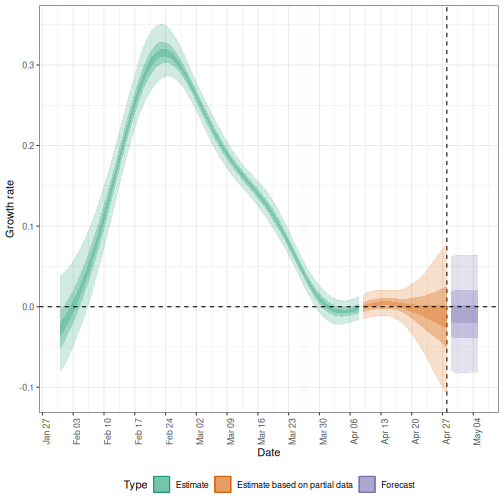 Growth rate
0.3
0.2
0.1
0.0
-0.1
Jan 27
Feb 03
Feb 10
Feb 17
Feb 24
Mar 02
Mar 09
Mar 16
Mar 23
Mar 30
Apr 06
Apr 13
Apr 20
Apr 27
May 04
Date
Type Estimate Estimate based on partial data Forecast